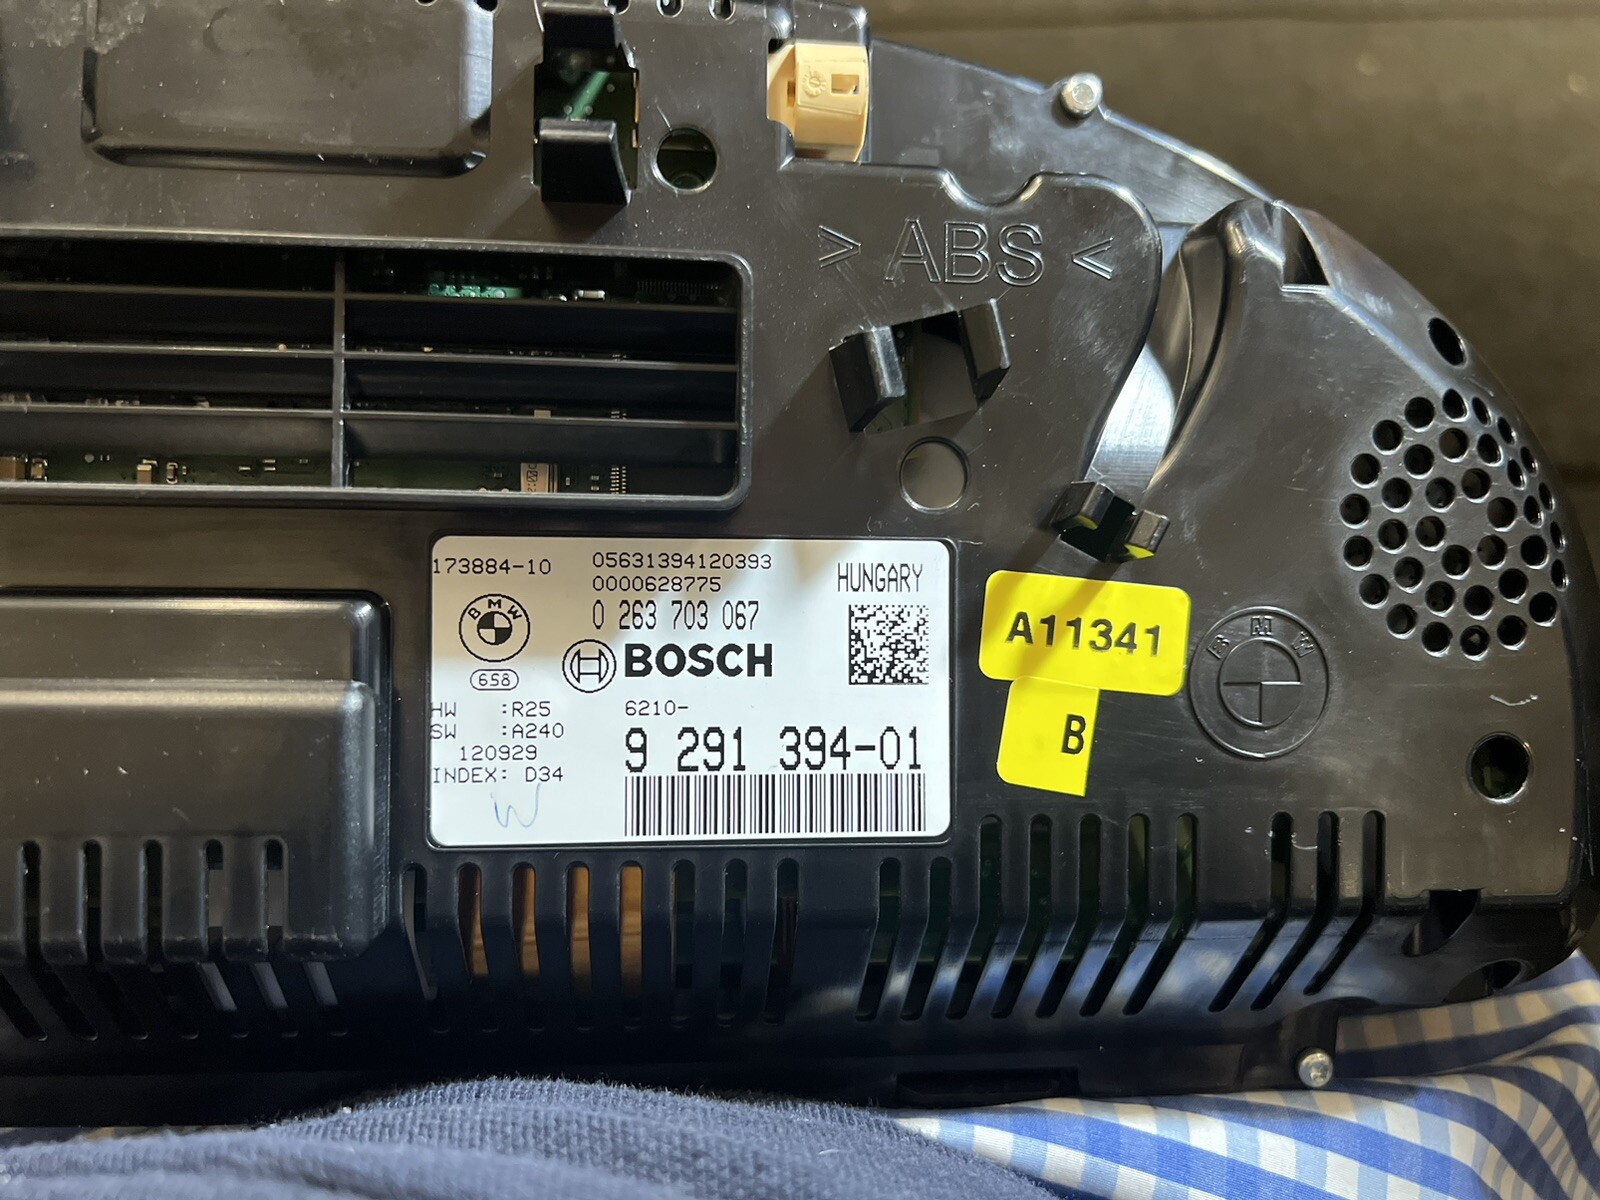 > ABS <
173884-10
05631394120393
0000628775
HUNGARY
0 263 703 067
BMW
BOSCH
658
HW :R25
SW :A240
120929
INDEX: D34
6210-
9 291 394-01
A11341
B
BMW